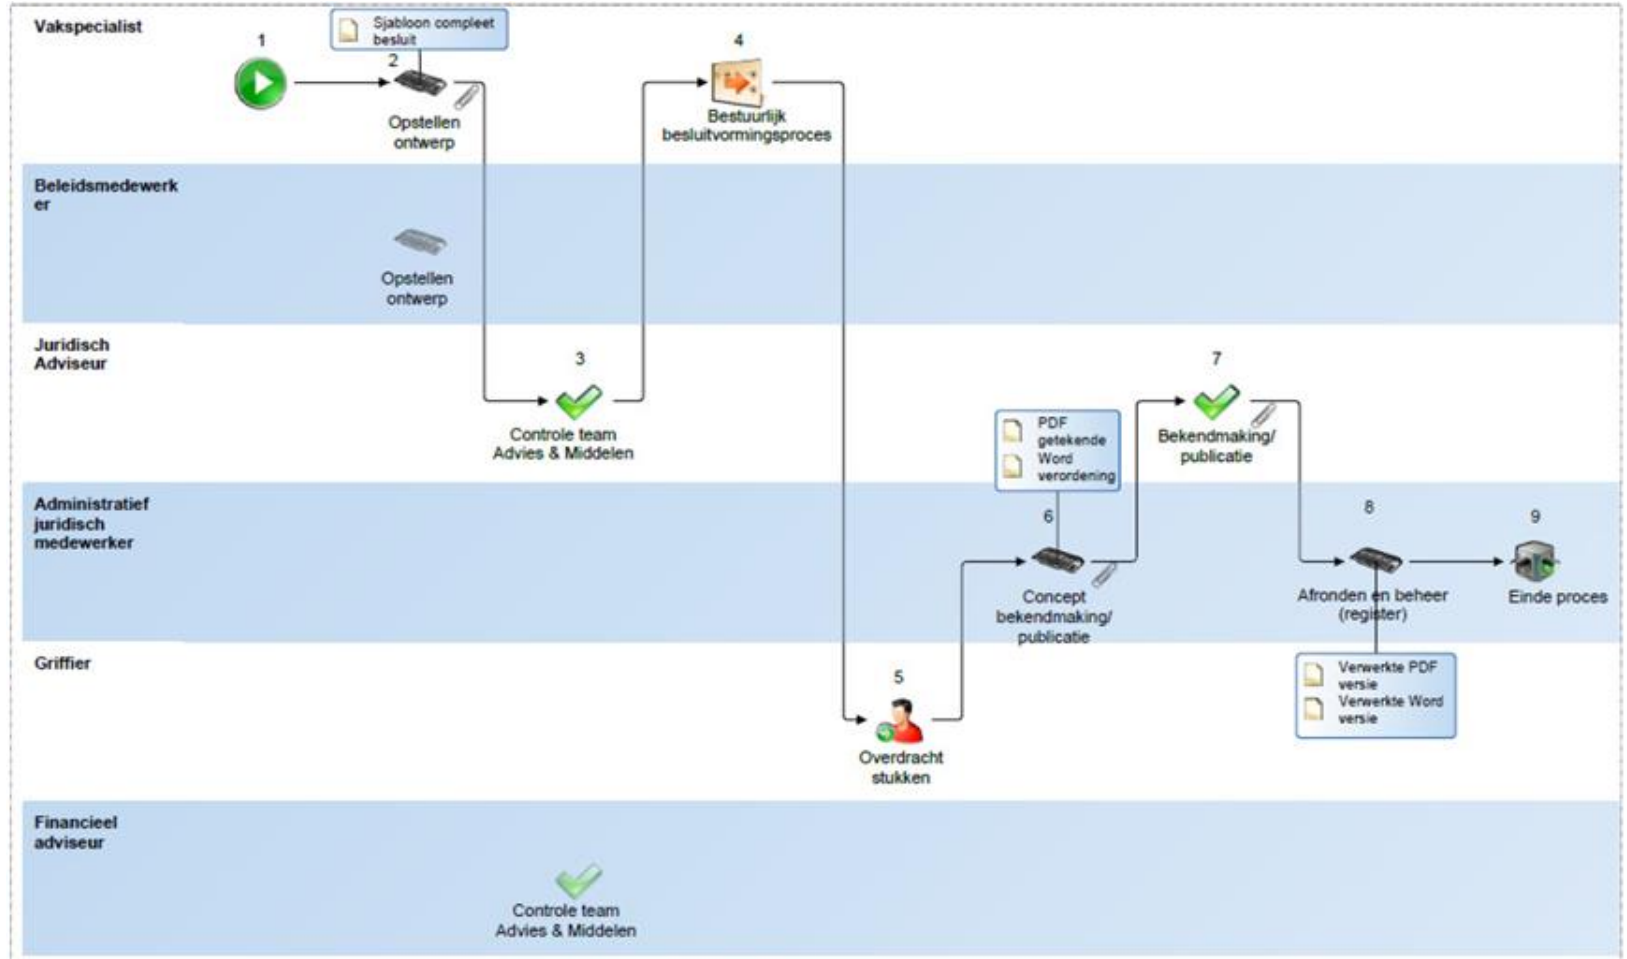 Vakspecialist
1
2
Sjabloon compleet
besluit
Opstellen
ontwerp
4
Bestuurlijk
besluitvormingsproces
Beleidsmedewerk
er
Opstellen
ontwerp
Juridisch
Adviseur
3
Controle team
Advies & Middelen
PDF
getekende
Word
verordening
7
Bekendmaking/
publicatie
Administratief
juridisch
medewerker
6
Concept
bekendmaking/
publicatie
8
Afronden en beheer
(register)
9
Einde proces
Griffier
5
Overdracht
stukken
Verwerkte PDF
versie
Verwerkte Word
versie
Financieel
adviseur
Controle team
Advies & Middelen